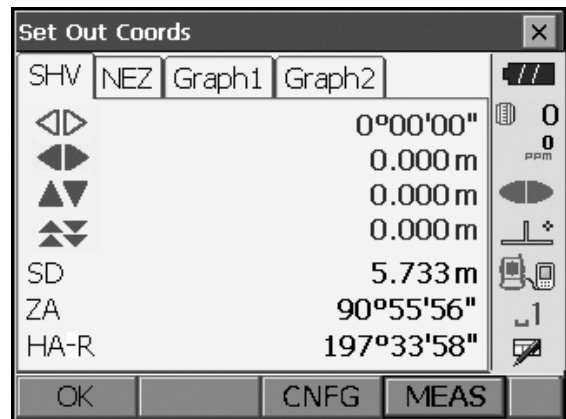 Set Out Coords
SHV NEZ Graph1 Graph2
0°00'00" 0
0.000 m 0 PPM
0.000 m
0.000 m
SD 5.733 m
ZA 90°55'56" 1
HA-R 197°33'58"
OK CNFG MEAS